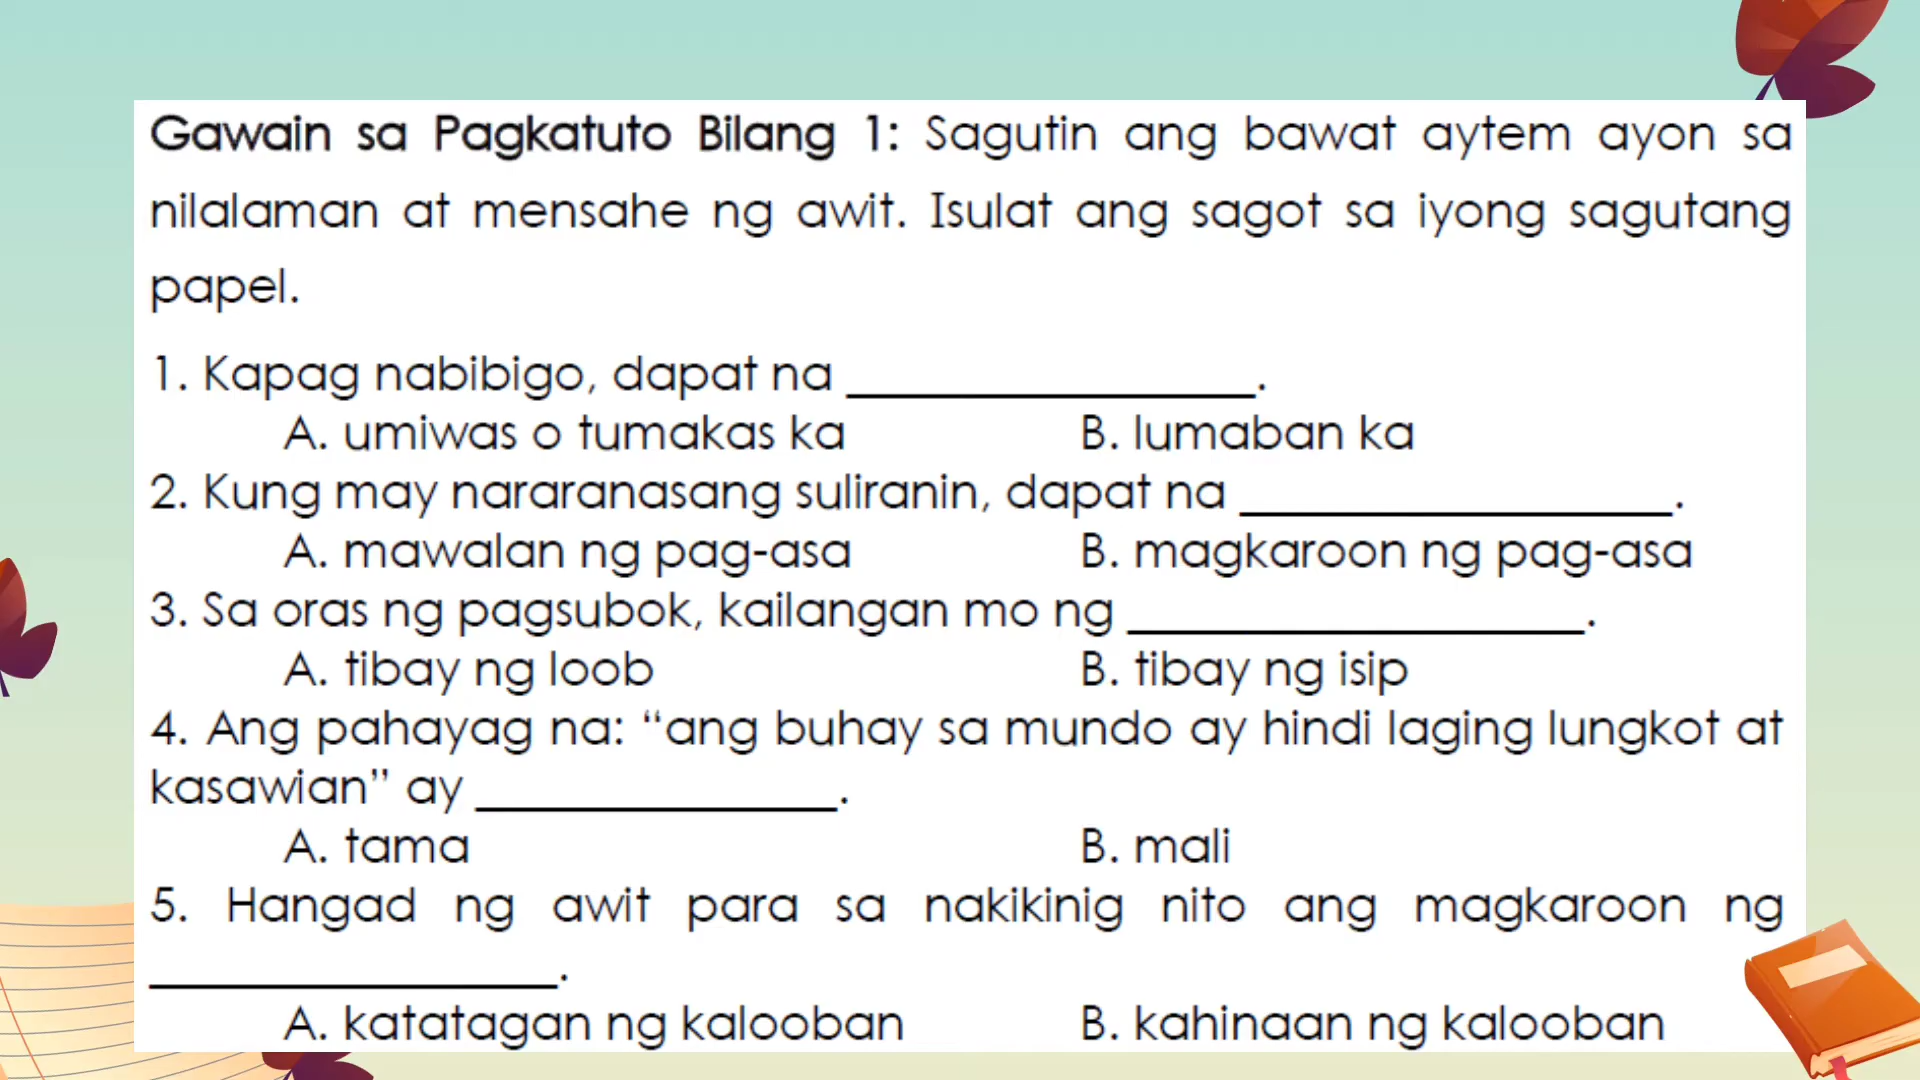 Gawain sa Pagkatuto Bilang 1: Sagutin ang bawat aytem ayon sa
nilalaman at mensahe ng awit. Isulat ang sagot sa iyong sagutang
papel.
1. Kapag nabibigo, dapat na _______________.
A. umiwas o tumakas ka B. lumaban ka
2. Kung may nararanasang suliranin, dapat na ________________.
A. mawalan ng pag-asa B. magkaroon ng pag-asa
3. Sa oras ng pagsubok, kailangan mo ng _________________.
A. tibay ng loob B. tibay ng isip
4. Ang pahayag na: “ang buhay sa mundo ay hindi laging lungkot at
kasawian” ay _____________.
A. tama B. mali
5. Hangad ng awit para sa nakikinig nito ang magkaroon ng
_______________.
A. katatagan ng kalooban B. kahinaan ng kalooban